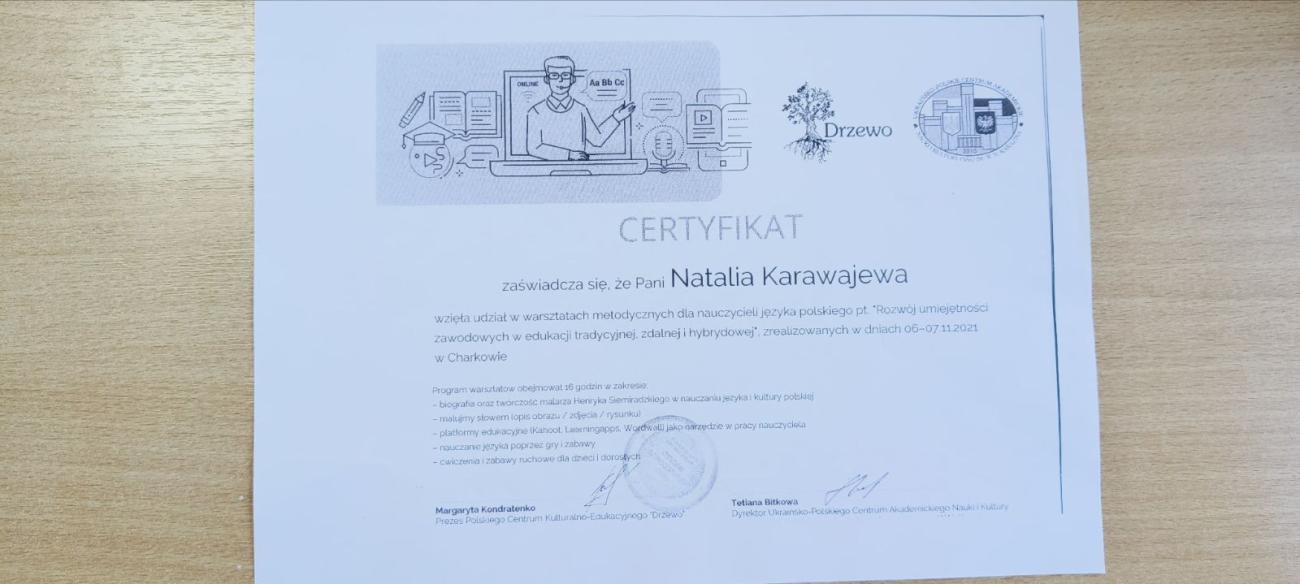 ONLINE
Aa Bb Cc
Drzewo
CERTYFIKAT
zaświadcza się, że Pani Natalia Karawajewa
wzięła udział w warsztatach metodycznych dla nauczycieli języka polskiego pt. "Rozwój umiejętności
zawodowych w edukacji tradycyjnej, zdalnej i hybrydowej", zrealizowanych w dniach 06–07.11.2021
w Charkowie
Program warsztatów obejmował 16 godzin w zakresie:
– biografia oraz twórczość malarza Henryka Siemiradzkiego w nauczaniu języka i kultury polskiej
– malujmy słowem (opis obrazu / zdjęcia / rysunku)
– platformy edukacyjne (Kahoot, Learningapps, Wordwall) jako narzędzie w pracy nauczyciela
– nauczanie języka poprzez gry i zabawy
– ćwiczenia i zabawy ruchowe dla dzieci i dorosłych
Margaryta Kondratenko
Prezes Polskiego Centrum Kulturalno-Edukacyjnego "Drzewo"
Tetiana Bitkowa
Dyrektor Ukraińsko-Polskiego Centrum Akademickiego Nauki i Kultury